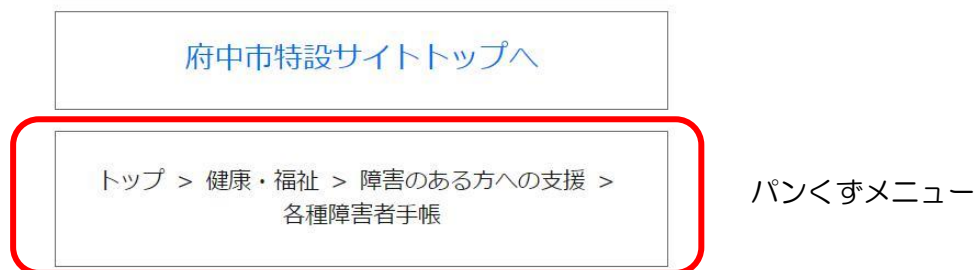 府中市特設サイトトップへ
トップ > 健康・福祉 > 障害のある方への支援 >
各種障害者手帳
パンくずメニュー